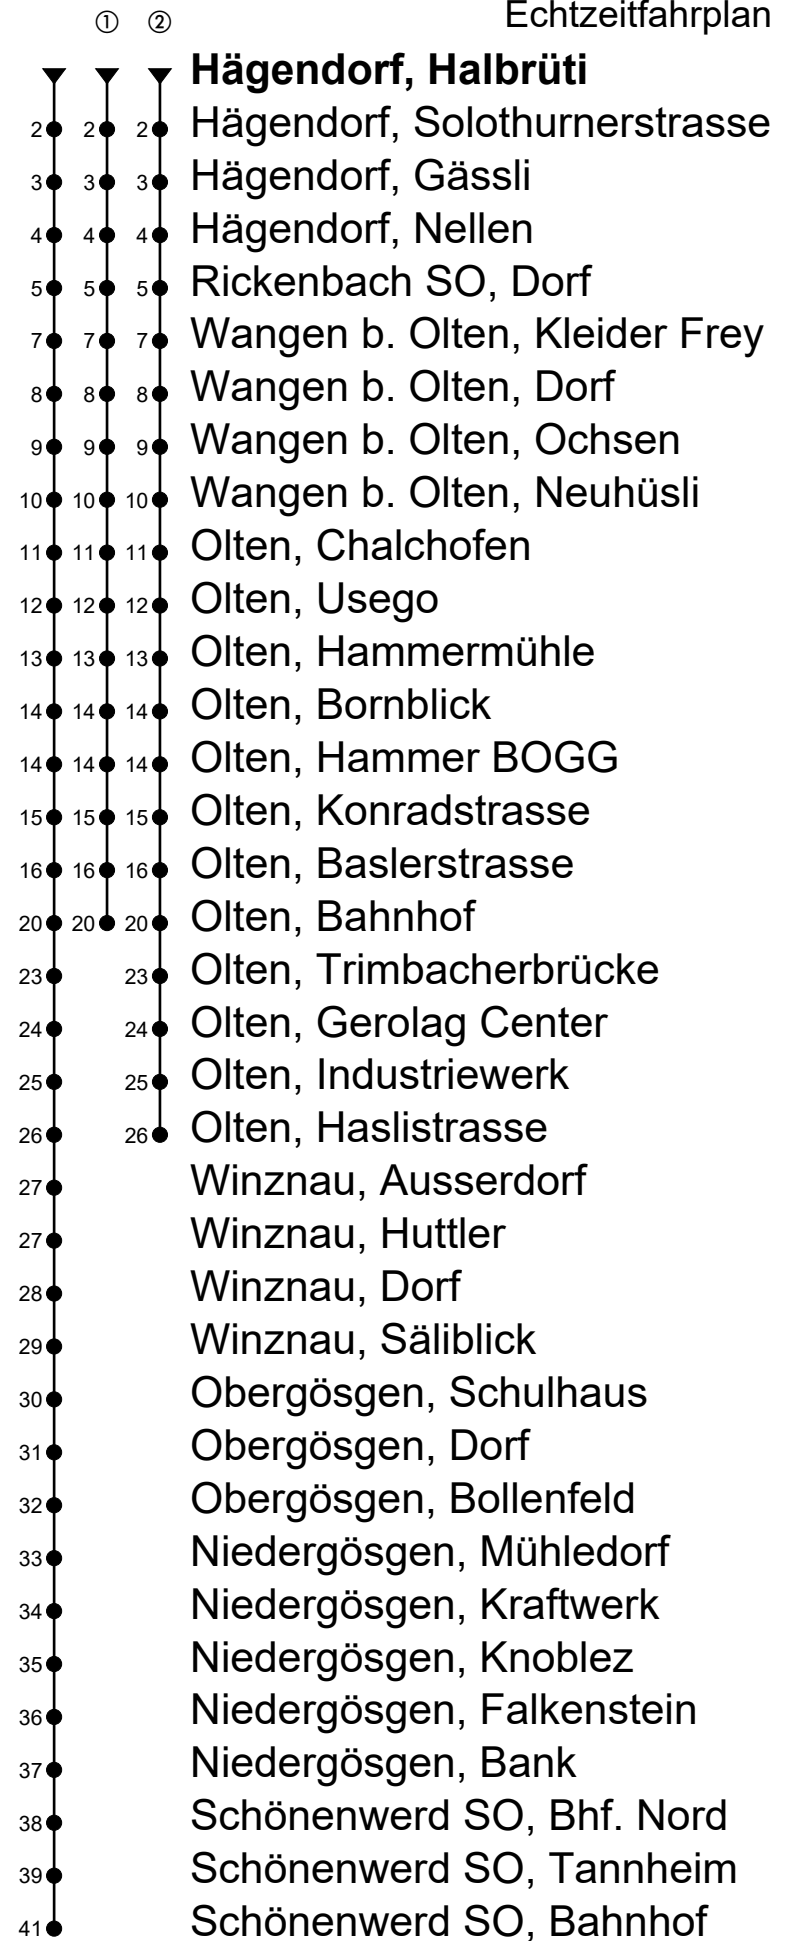 Echtzeitfahrplan
① ②
Hägendorf, Halbrüti
2 2 2 Hägendorf, Solothurnerstrasse
3 3 3 Hägendorf, Gässli
4 4 4 Hägendorf, Nellen
5 5 5 Rickenbach SO, Dorf
7 7 7 Wangen b. Olten, Kleider Frey
8 8 8 Wangen b. Olten, Dorf
9 9 9 Wangen b. Olten, Ochsen
10 10 10 Wangen b. Olten, Neuhüsli
11 11 11 Olten, Chalchofen
12 12 12 Olten, Usego
13 13 13 Olten, Hammermühle
14 14 14 Olten, Bornblick
14 14 14 Olten, Hammer BOGG
15 15 15 Olten, Konradstrasse
16 16 16 Olten, Baslerstrasse
20 20 20 Olten, Bahnhof
23 23 Olten, Trimbacherbrücke
24 24 Olten, Gerolag Center
25 25 Olten, Industriewerk
26 26 Olten, Haslistrasse
27 Winznau, Ausserdorf
27 Winznau, Huttler
28 Winznau, Dorf
29 Winznau, Säliblick
30 Obergösgen, Schulhaus
31 Obergösgen, Dorf
32 Obergösgen, Bollenfeld
33 Niedergösgen, Mühledorf
34 Niedergösgen, Kraftwerk
35 Niedergösgen, Knoblez
36 Niedergösgen, Falkenstein
37 Niedergösgen, Bank
38 Schönenwerd SO, Bhf. Nord
39 Schönenwerd SO, Tannheim
41 Schönenwerd SO, Bahnhof